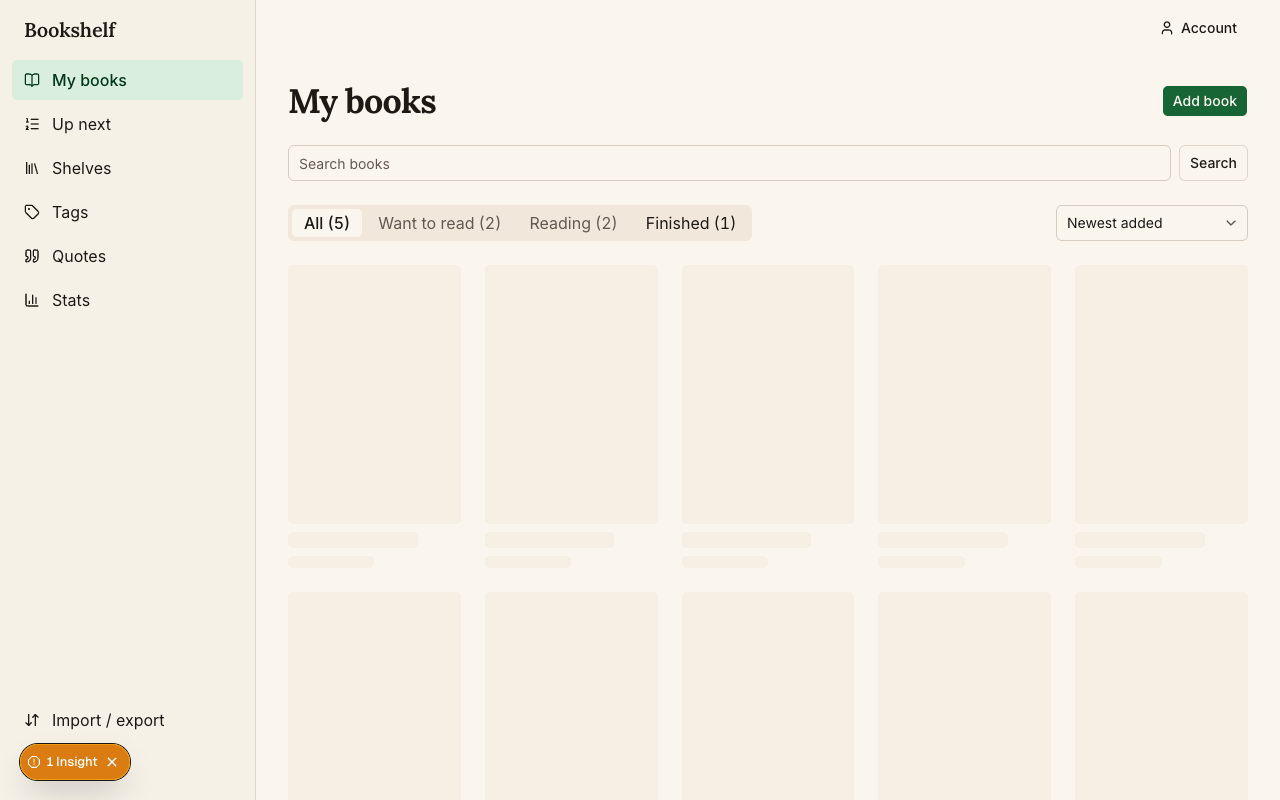 Bookshelf
Account
My books
Up next
Shelves
Tags
Quotes
Stats
Import / export
1 Insight
My books
Add book
Search books
Search
All (5)
Want to read (2)
Reading (2)
Finished (1)
Newest added